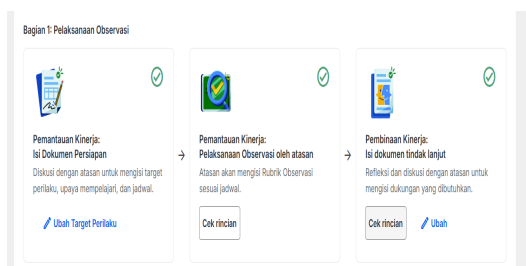 Bagian 1: Pelaksanaan Observasi
Pemantauan Kinerja:
Isi Dokumen Persiapan
Diskusi dengan atasan untuk mengisi target
perilaku, upaya mempelajari, dan jadwal.
Ubah Target Perilaku
Pemantauan Kinerja:
Pelaksanaan Observasi oleh atasan
Atasan akan mengisi Rubrik Observasi
sesuai jadwal.
Cek rincian
Pembinaan Kinerja:
Isi dokumen tindak lanjut
Refleksi dan diskusi dengan atasan untuk
mengisi dukungan yang dibutuhkan.
Cek rincian
Ubah